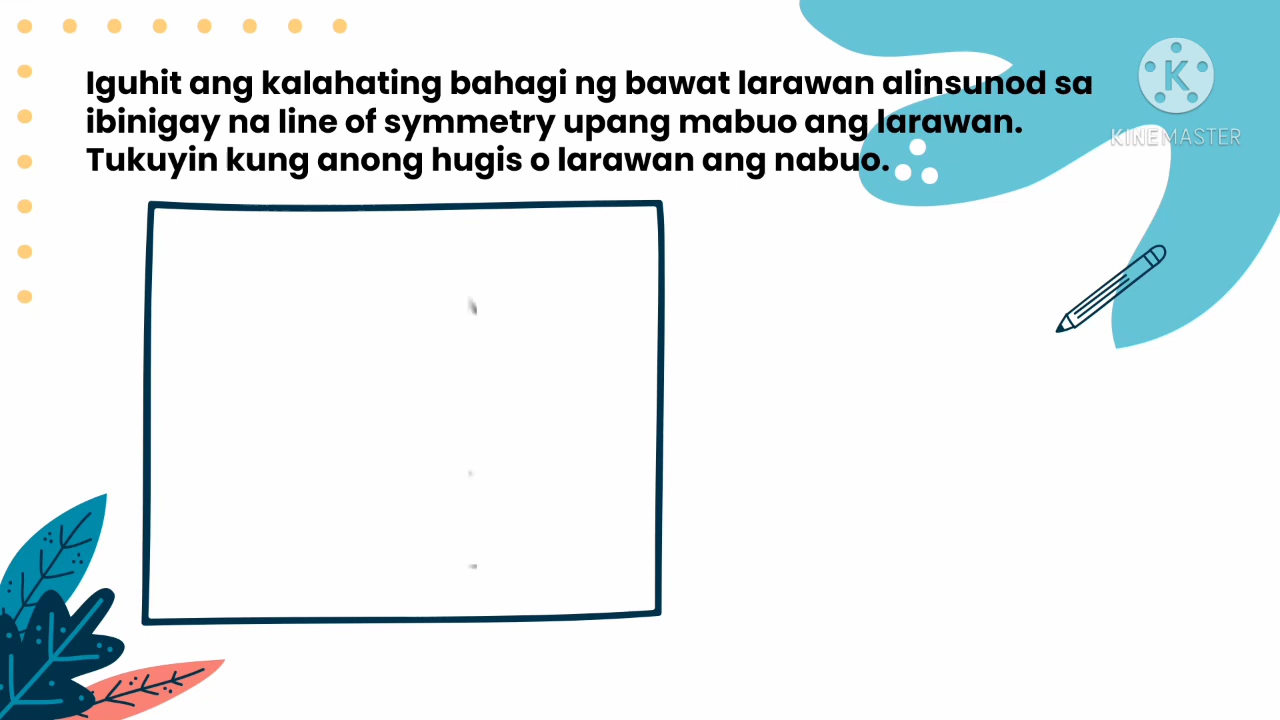 Iguhit ang kalahating bahagi ng bawat larawan alinsunod sa
ibinigay na line of symmetry upang mabuo ang larawan.
Tukuyin kung anong hugis o larawan ang nabuo.
K
KINEMASTER